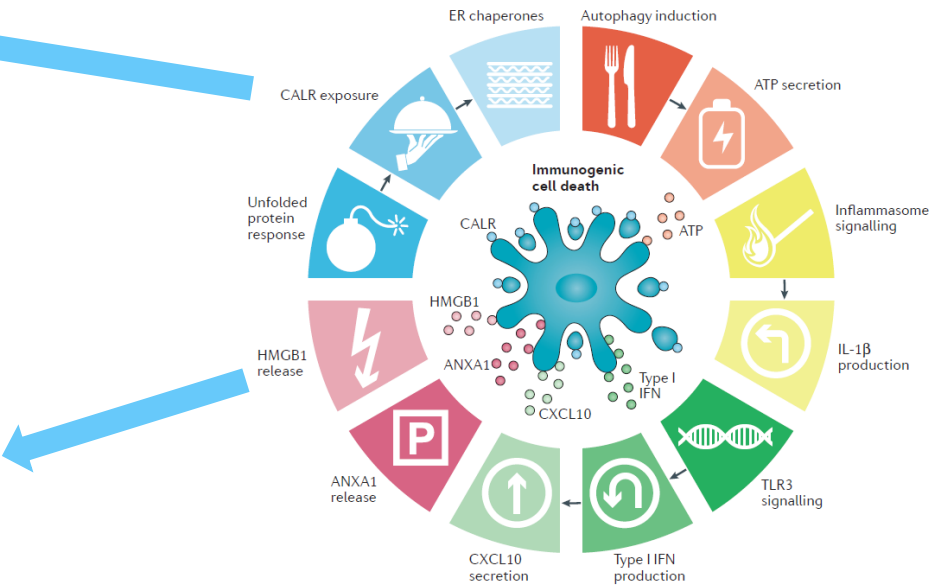 ER chaperones
Autophagy induction
CALR exposure
ATP secretion
Immunogenic
cell death
Unfolded
protein
response
CALR
ATP
Inflammasome
signalling
HMGB1
HMGB1
release
ANXA1
Type I
IFN
CXCL10
IL-1β
production
P
ANXA1
release
TLR3
signalling
CXCL10
secretion
Type I IFN
production